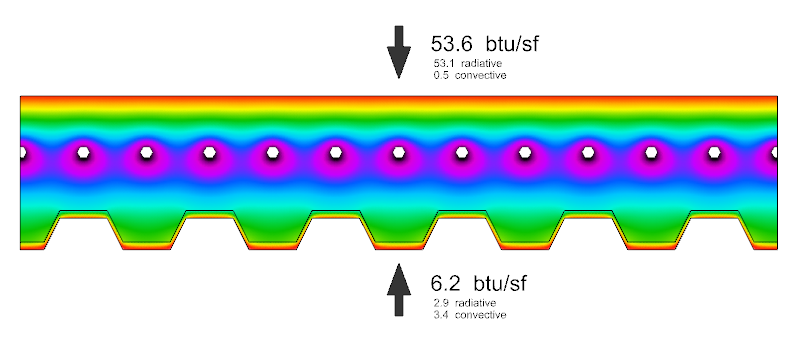 53.6 btu/sf
53.1 radiative
0.5 convective
6.2 btu/sf
2.9 radiative
3.4 convective